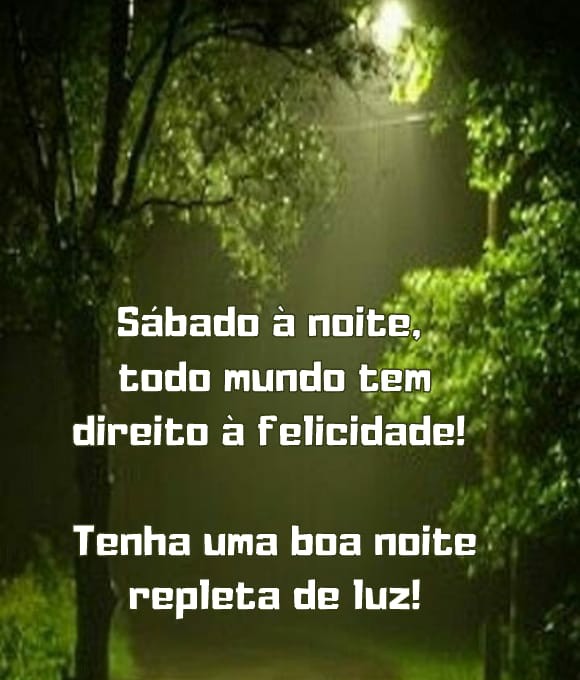 Sábado à noite,
todo mundo tem
direito à felicidade!
Tenha uma boa noite
repleta de luz!